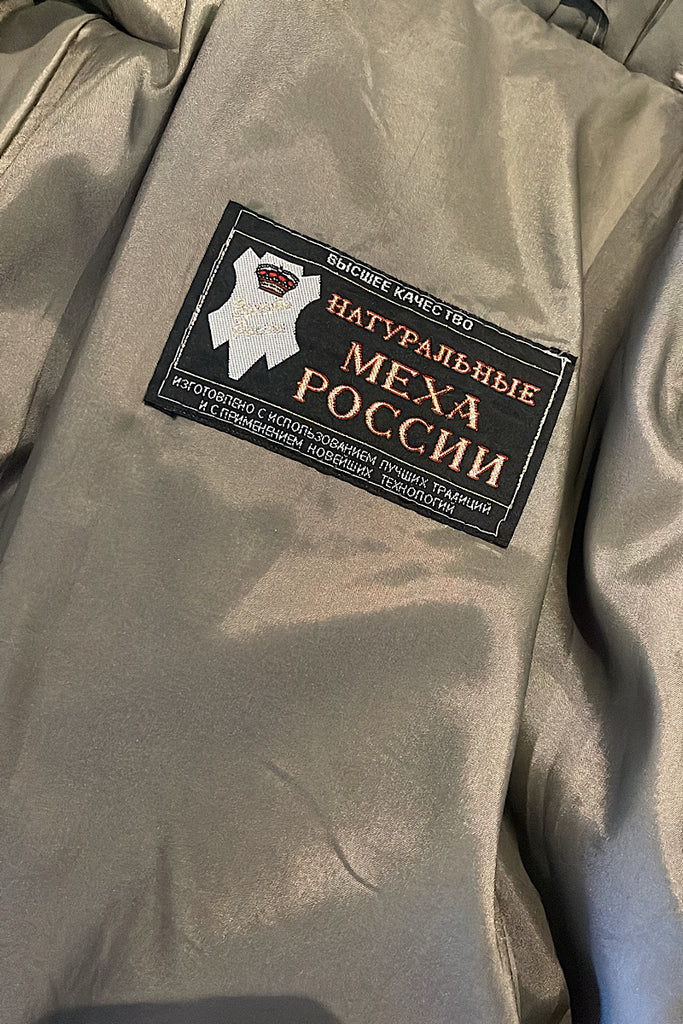 ВЫСШЕЕ КАЧЕСТВО
НАТУРАЛЬНЫЕ
МЕХА
РОССИИ
ИЗГОТОВЛЕНО С ИСПОЛЬЗОВАНИЕМ ЛУЧШИХ ТРАДИЦИЙ
И С ПРИМЕНЕНИЕМ НОВЕЙШИХ ТЕХНОЛОГИЙ